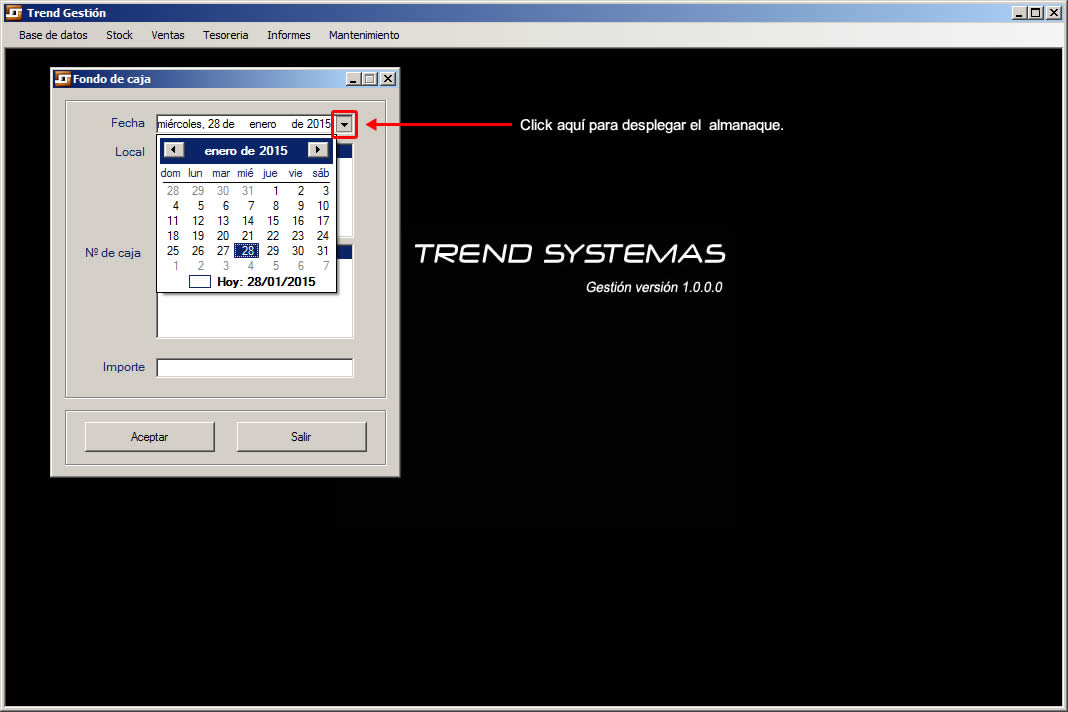 Trend Gestión
Base de datos Stock Ventas Tesoreria Informes Mantenimiento
Fondo de caja
Fecha miércoles, 28 de enero de 2015
Click aquí para desplegar el almanaque.
Local
enero de 2015
dom lun mar mié jue vie sáb
28 29 30 31 1 2 3
4 5 6 7 8 9 10
11 12 13 14 15 16 17
18 19 20 21 22 23 24
25 26 27 28 29 30 31
1 2 3 4 5 6 7
Hoy: 28/01/2015
Nº de caja
TREND SYSTEMAS
Gestión versión 1.0.0.0
Importe
Aceptar Salir